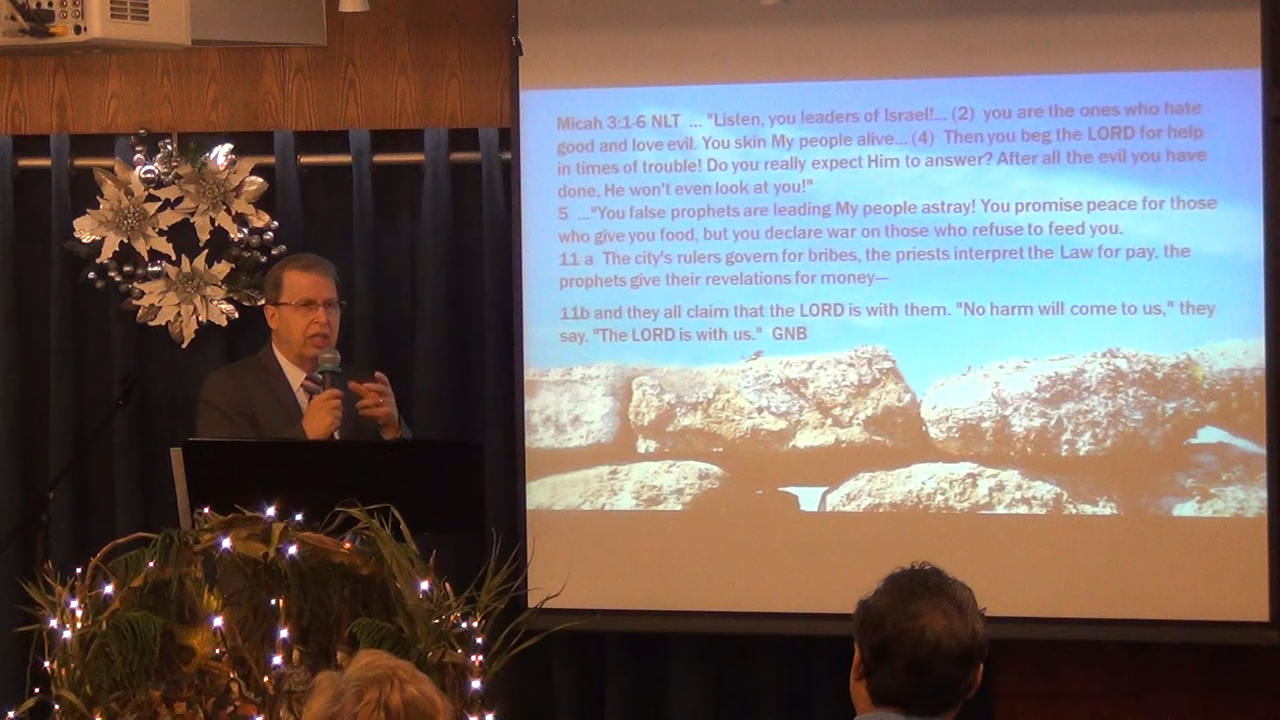 Micah 3:1-6 NLT ... "Listen, you leaders of Israel!... (2) you are the ones who hate
good and love evil. You skin My people alive... (4) Then you beg the LORD for help
in times of trouble! Do you really expect Him to answer? After all the evil you have
done, He won't even look at you!"
5 ..."You false prophets are leading My people astray! You promise peace for those
who give you food, but you declare war on those who refuse to feed you.
11 a The city's rulers govern for bribes, the priests interpret the Law for pay, the
prophets give their revelations for money—
11b and they all claim that the LORD is with them. "No harm will come to us," they
say. "The LORD is with us." GNB